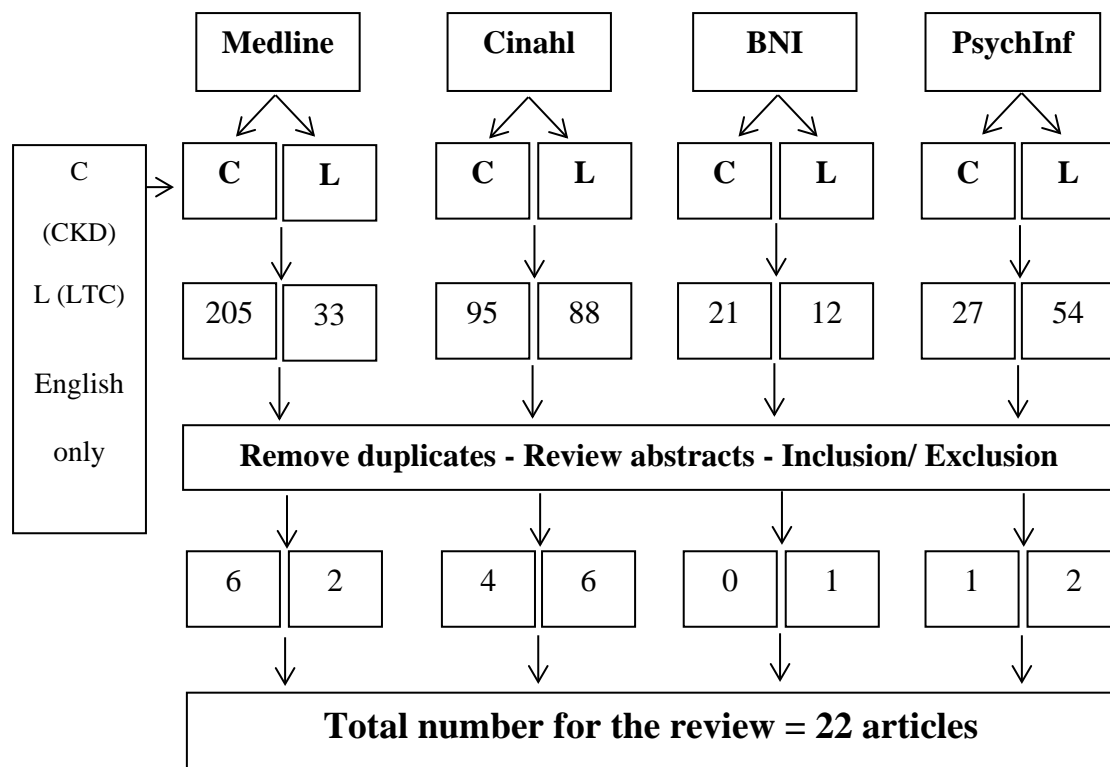 Medline Cinahl BNI PsychInf
C L C L C L C L
C
(CKD)
L (LTC)
English
only
205 33 95 88 21 12 27 54
Remove duplicates - Review abstracts - Inclusion/ Exclusion
6 2 4 6 0 1 1 2
Total number for the review = 22 articles